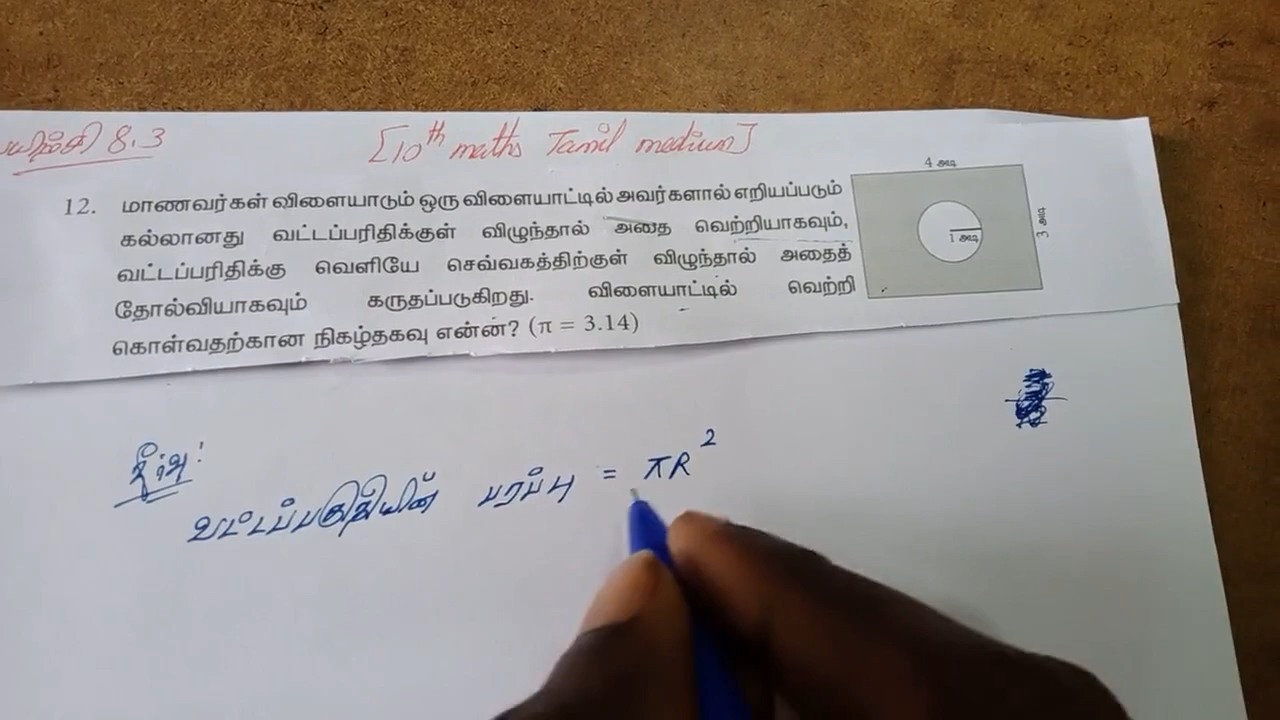 பயிற்சி 8.3
[10th maths Tamil medium]
12. மாணவர்கள் விளையாடும் ஒரு விளையாட்டில் அவர்களால் எறியப்படும்
கல்லானது வட்டப்பரிதிக்குள் விழுந்தால் அதை வெற்றியாகவும்,
வட்டப்பரிதிக்கு வெளியே செவ்வகத்திற்குள் விழுந்தால் அதைத்
தோல்வியாகவும் கருதப்படுகிறது. விளையாட்டில் வெற்றி
கொள்வதற்கான நிகழ்தகவு என்ன? (π = 3.14)
4 அடி
1 அடி
3 அடி
தீர்வு:
வட்டப்பகுதியின் பரப்பு = πR²